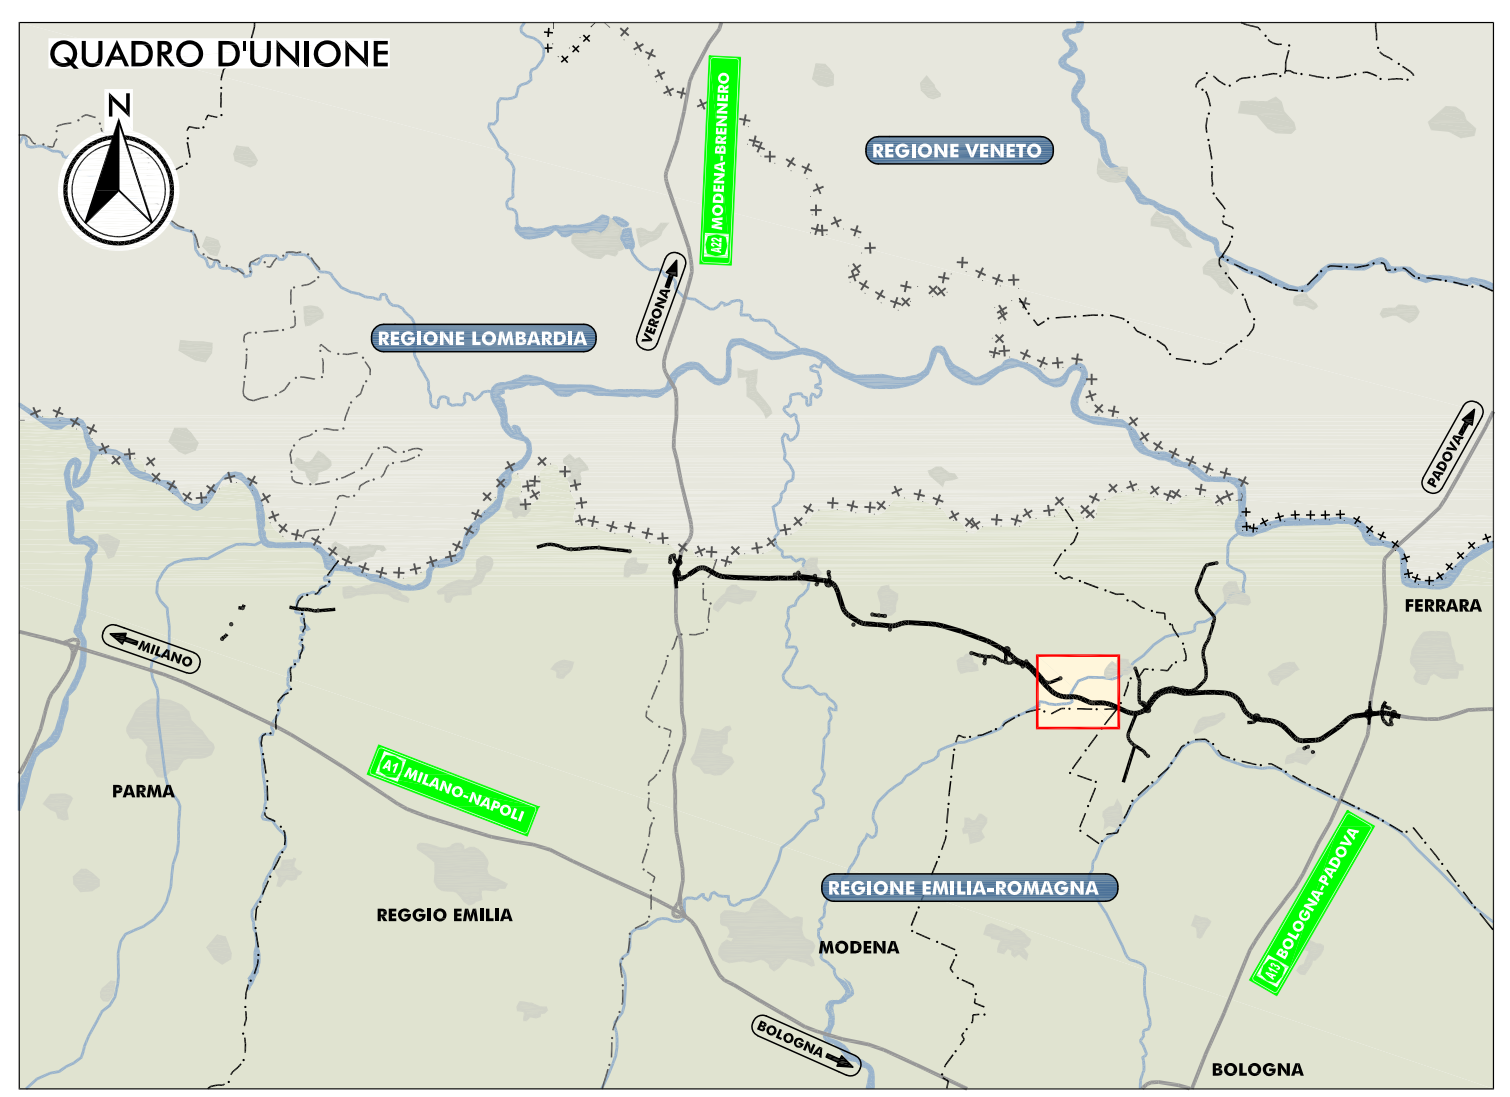 QUADRO D'UNIONE
N
A22 MODENA-BRENNERO
REGIONE VENETO
VERONA
REGIONE LOMBARDIA
PADOVA
FERRARA
MILANO
PARMA
A1 MILANO-NAPOLI
REGGIO EMILIA
REGIONE EMILIA-ROMAGNA
MODENA
A13 BOLOGNA-PADOVA
BOLOGNA
BOLOGNA